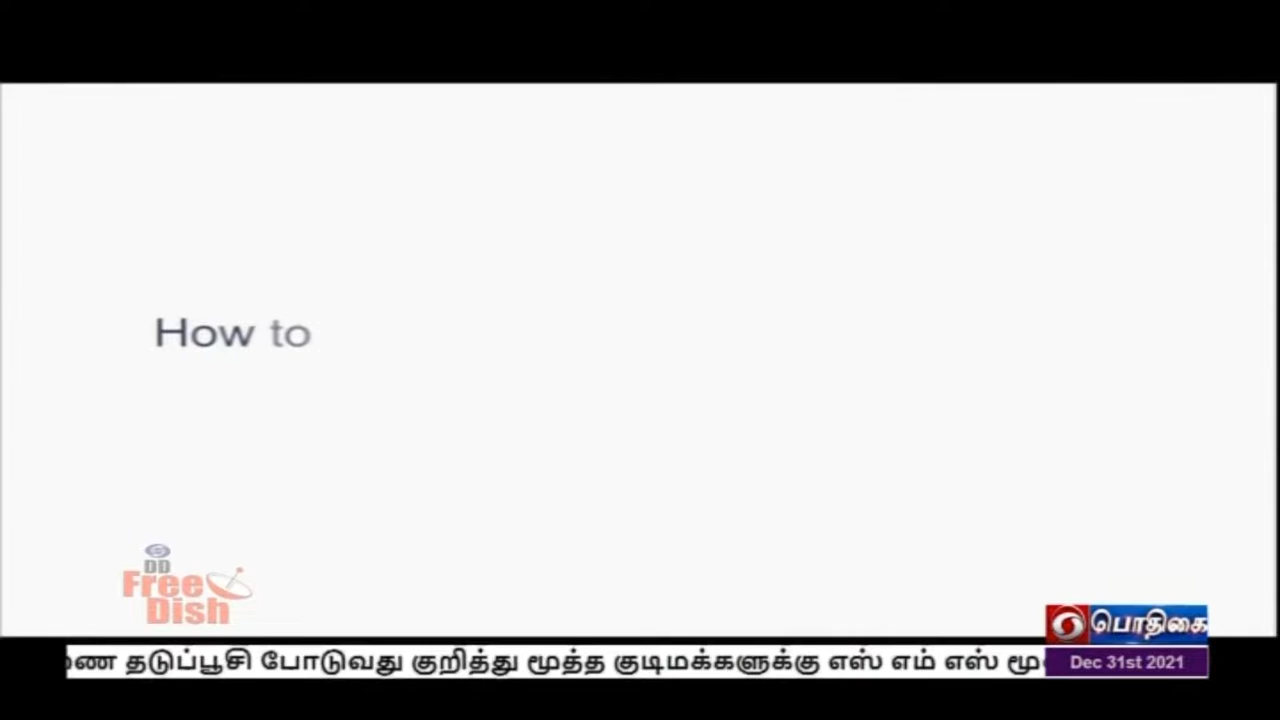 How to
DD
Free
Dish
பொதிகை
தடுப்பூசி போடுவது குறித்து மூத்த குடிமக்களுக்கு எஸ் எம் எஸ் மூ
Dec 31st 2021